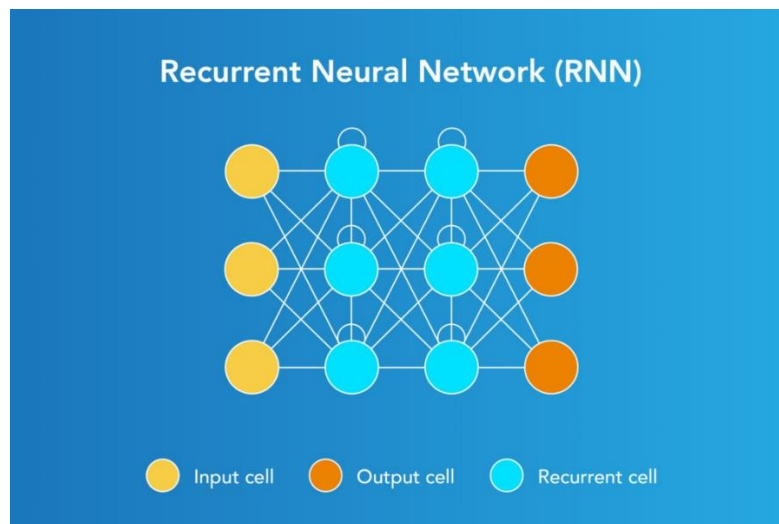 Recurrent Neural Network (RNN)
Input cell
Output cell
Recurrent cell